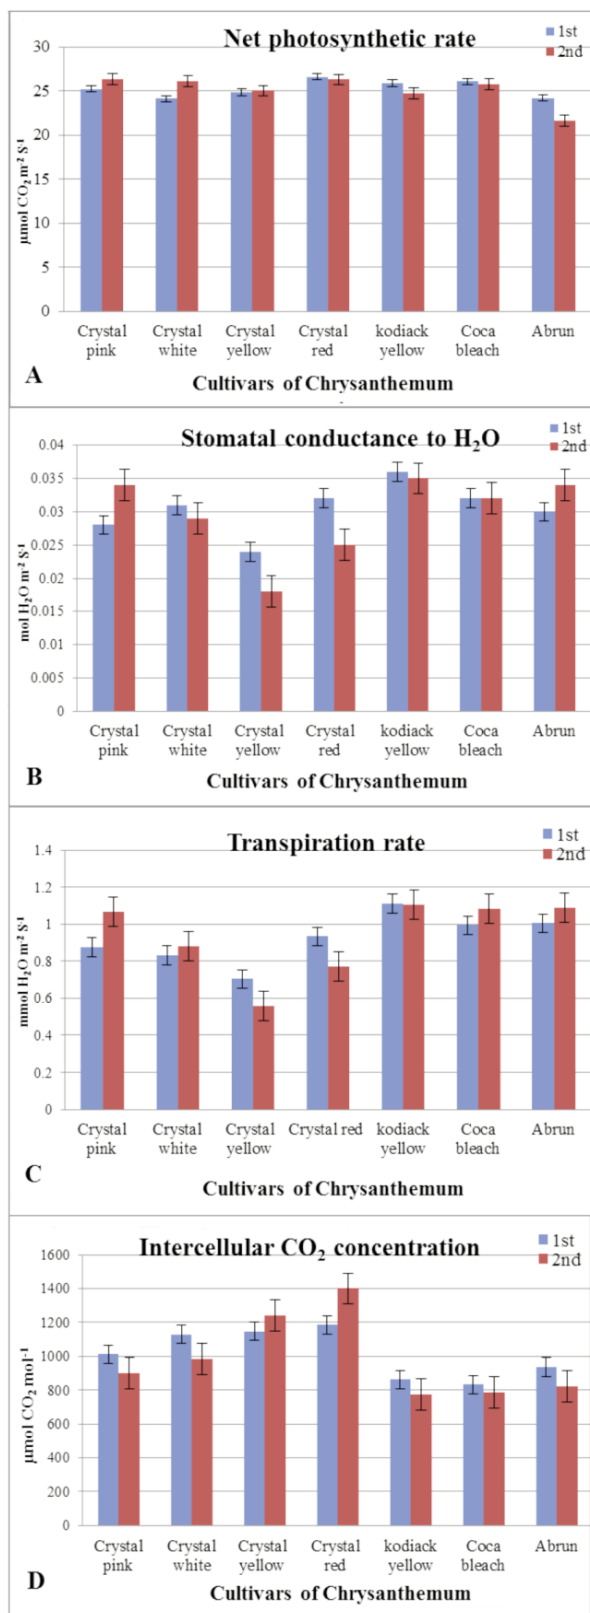 Net photosynthetic rate
1st
2nd
30
25
20
15
10
5
0
µmol CO₂ m⁻² S⁻¹
Crystal pink
Crystal white
Crystal yellow
Crystal red
kodiack yellow
Coca bleach
Abrun
A
Cultivars of Chrysanthemum
Stomatal conductance to H₂O
1st
2nd
0.04
0.035
0.03
0.025
0.02
0.015
0.01
0.005
0
mol H₂O m⁻² S⁻¹
Crystal pink
Crystal white
Crystal yellow
Crystal red
kodiack yellow
Coca bleach
Abrun
B
Cultivars of Chrysanthemum
Transpiration rate
1st
2nd
1.4
1.2
1
0.8
0.6
0.4
0.2
0
mmol H₂O m⁻² S⁻¹
Crystal pink
Crystal white
Crystal yellow
Crystal red
kodiack yellow
Coca bleach
Abrun
C
Cultivars of Chrysanthemum
Intercellular CO₂ concentration
1st
2nd
1600
1400
1200
1000
800
600
400
200
0
µmol CO₂ mol⁻¹
Crystal pink
Crystal white
Crystal yellow
Crystal red
kodiack yellow
Coca bleach
Abrun
D
Cultivars of Chrysanthemum